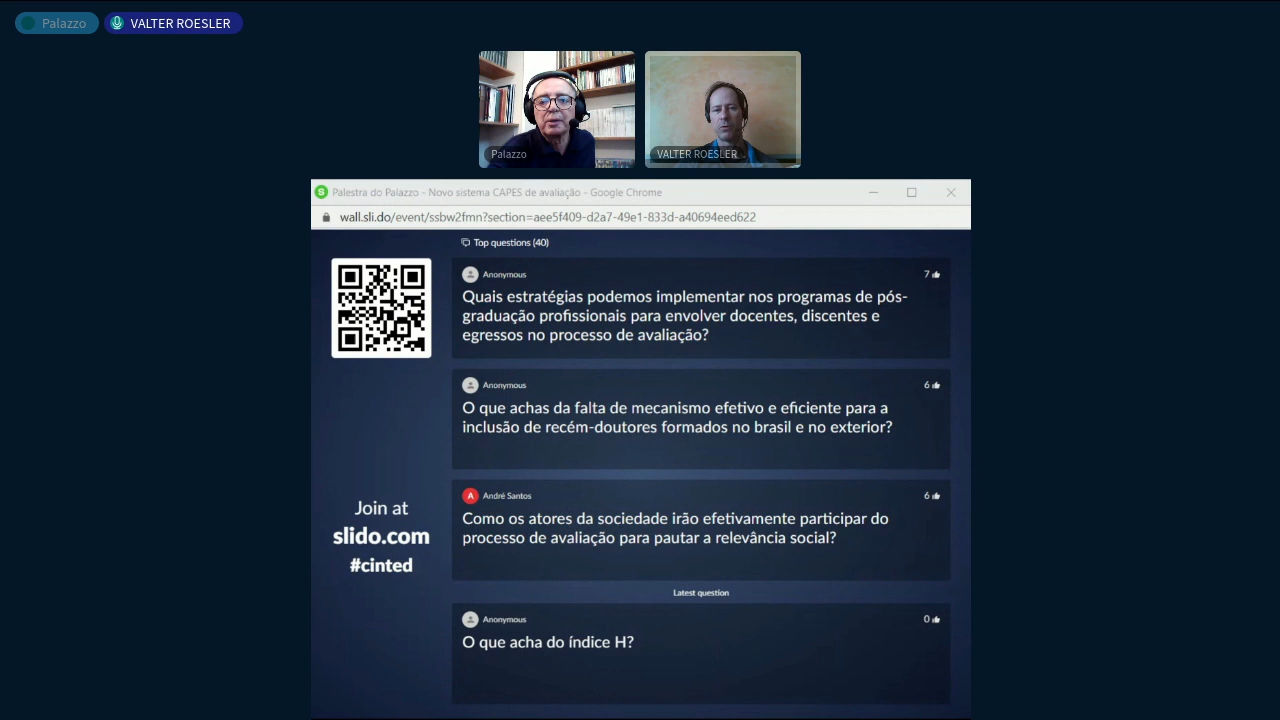 Palazzo
VALTER ROESLER
Palazzo
VALTER ROESLER
Palestra do Palazzo - Novo sistema CAPES de avaliação - Google Chrome
wall.sli.do/event/ssbw2fmn?section=aee5f409-d2a7-49e1-833d-a40694eed622
Top questions (40)
Anonymous
7
Quais estratégias podemos implementar nos programas de pós-
graduação profissionais para envolver docentes, discentes e
egressos no processo de avaliação?
Anonymous
6
O que achas da falta de mecanismo efetivo e eficiente para a
inclusão de recém-doutores formados no brasil e no exterior?
A
André Santos
6
Como os atores da sociedade irão efetivamente participar do
processo de avaliação para pautar a relevância social?
Join at
slido.com
#cinted
Latest question
Anonymous
0
O que acha do índice H?